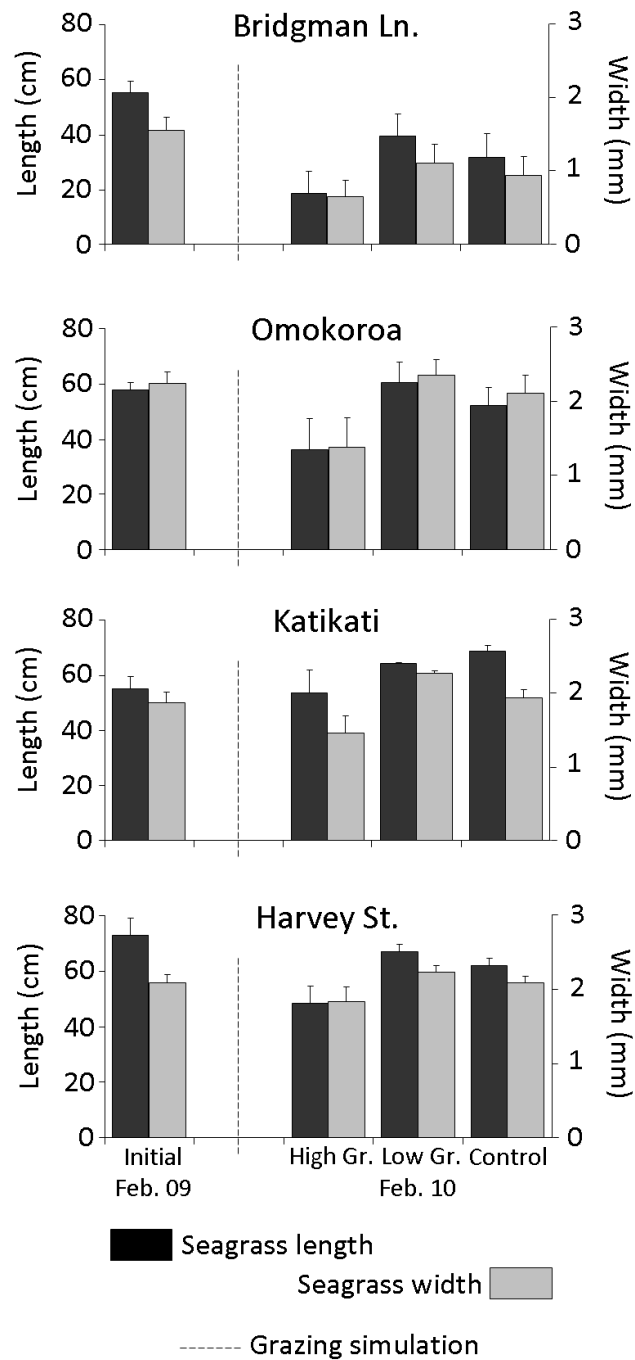 Bridgman Ln.
Length (cm)
80
60
40
20
0
3
2
1
0
Width (mm)
Omokoroa
Length (cm)
80
60
40
20
0
3
2
1
0
Width (mm)
Katikati
Length (cm)
80
60
40
20
0
3
2
1
0
Width (mm)
Harvey St.
Length (cm)
80
60
40
20
0
3
2
1
0
Width (mm)
Initial High Gr. Low Gr. Control
Feb. 09 Feb. 10
Seagrass length
Seagrass width
Grazing simulation